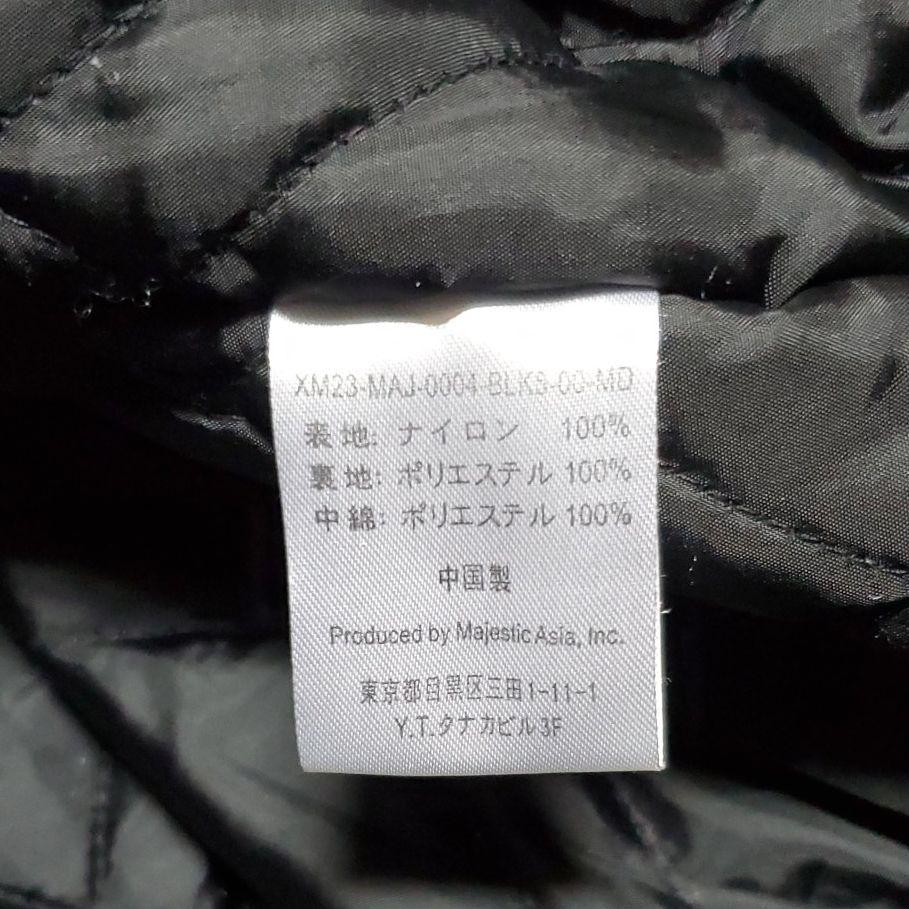 XM23-MAJ-0004-BLK8-00-MD
表地: ナイロン 100%
裏地: ポリエステル 100%
中綿: ポリエステル 100%
中国製
Produced by Majestic Asia, Inc.
東京都目黒区三田1-11-1
Y.T.タナカビル3F